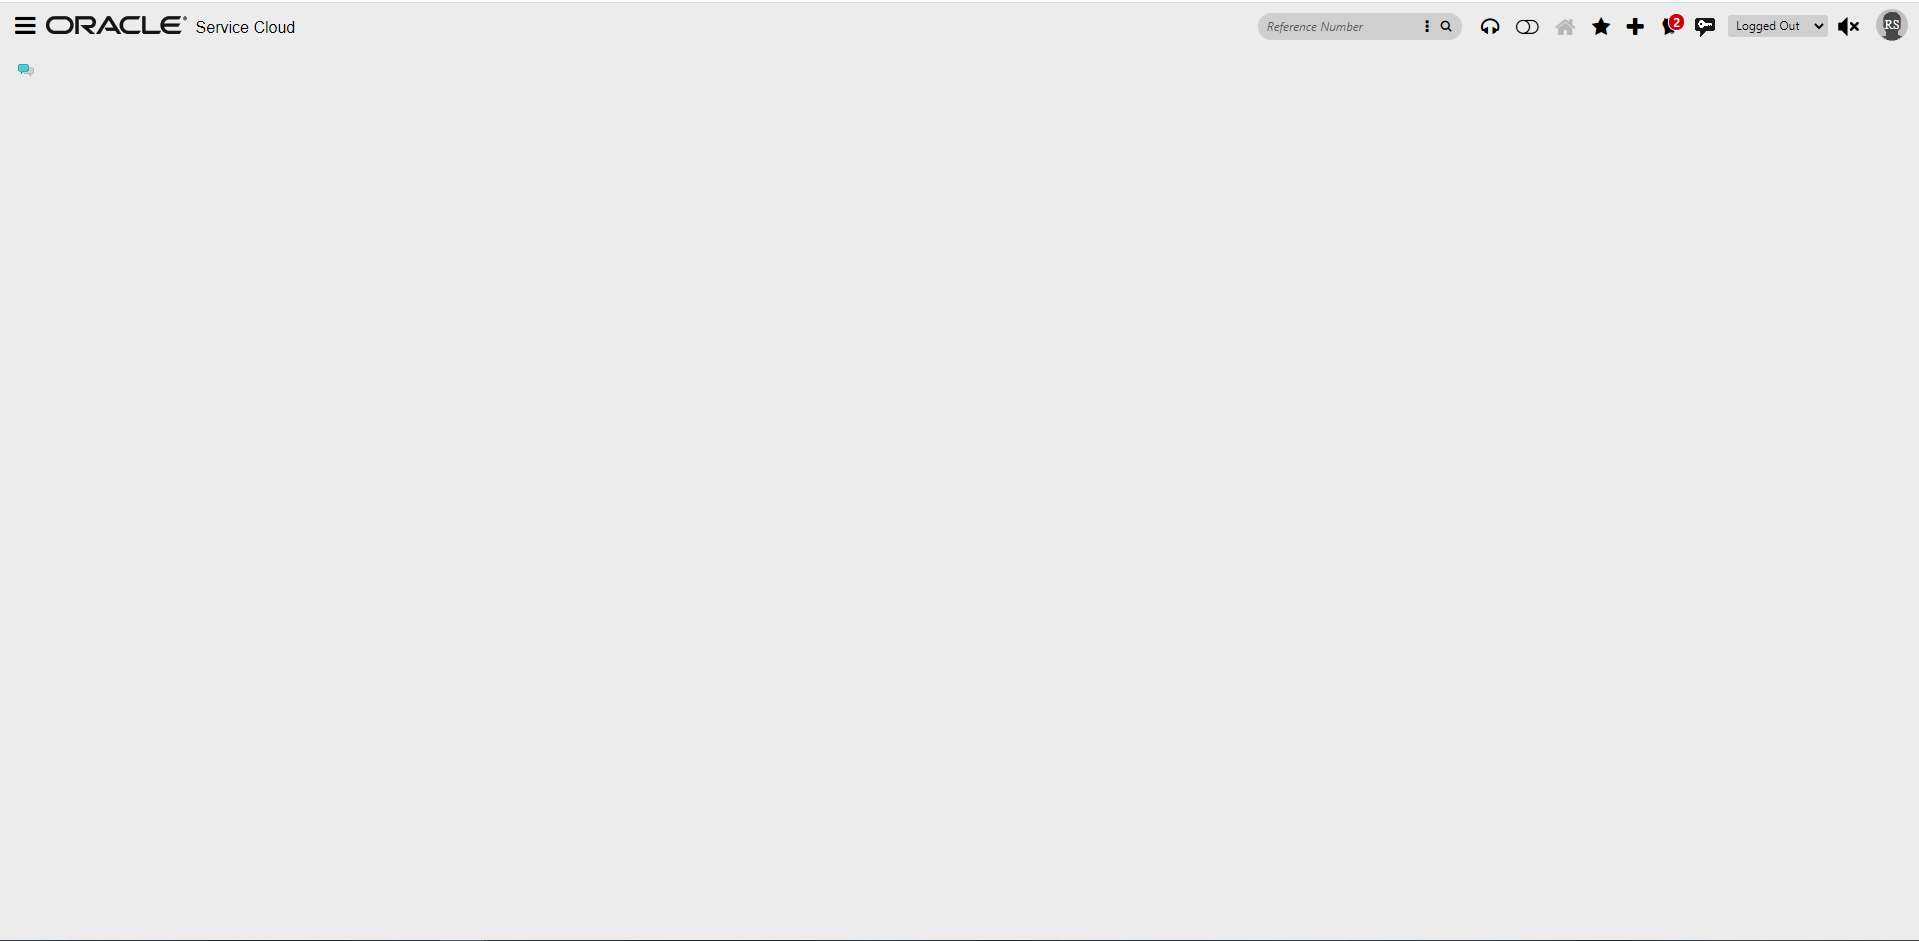 ORACLE® Service Cloud
Reference Number
2
Logged Out
RS